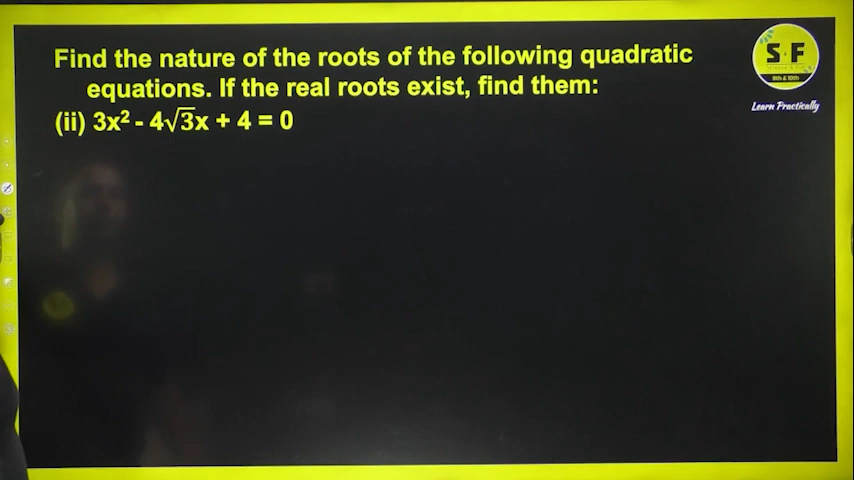 Find the nature of the roots of the following quadratic
equations. If the real roots exist, find them:
(ii) 3x² - 4√3x + 4 = 0
S F
9th & 10th
Learn Practically